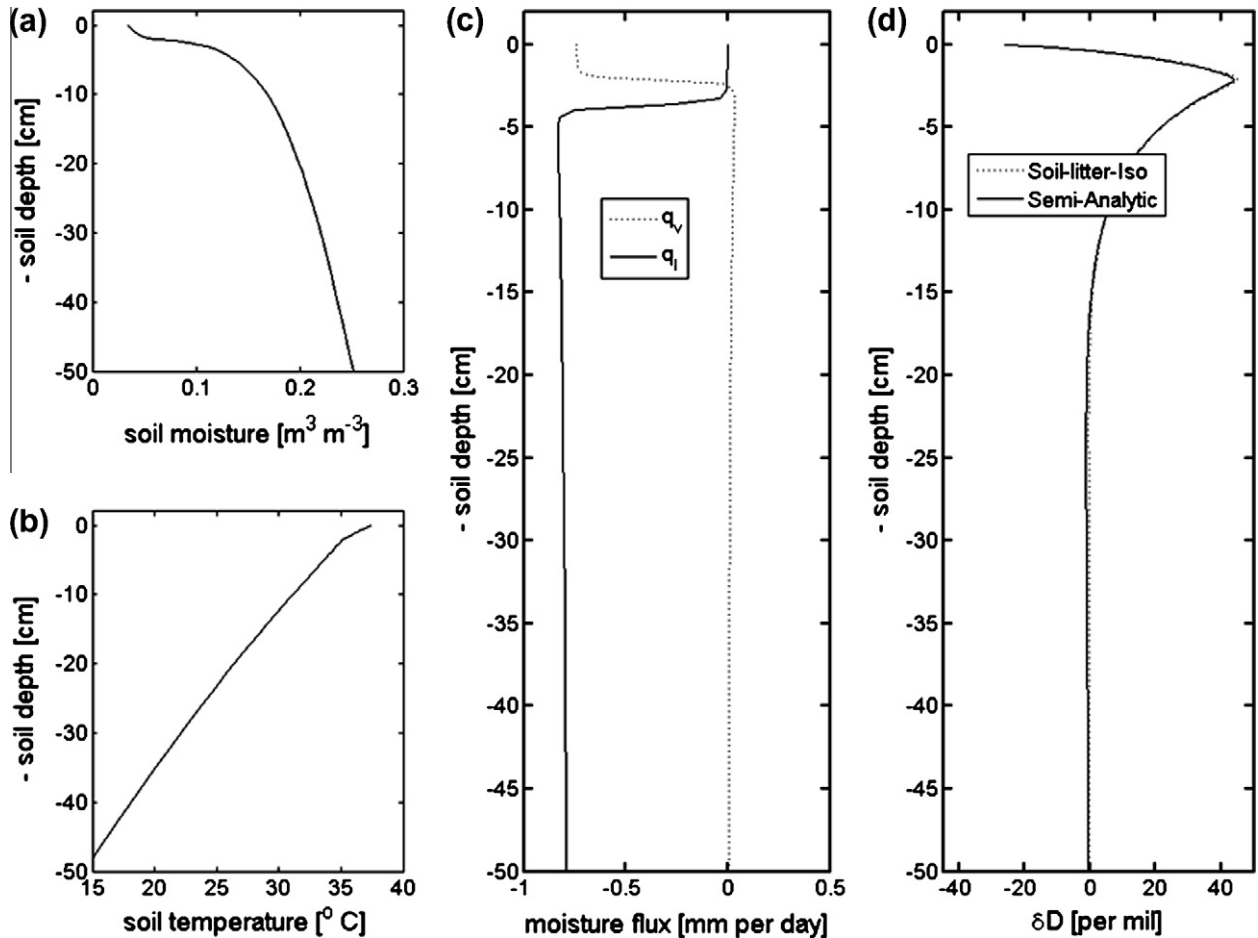 (a)
0
-10
-20
-30
-40
-50
- soil depth [cm]
0 0.1 0.2 0.3
soil moisture [m³ m⁻³]
(b)
0
-10
-20
-30
-40
-50
- soil depth [cm]
15 20 25 30 35 40
soil temperature [° C]
(c)
0
-5
-10
-15
-20
-25
-30
-35
-40
-45
-50
- soil depth [cm]
qᵥ
qₗ
-1 -0.5 0 0.5
moisture flux [mm per day]
(d)
0
-5
-10
-15
-20
-25
-30
-35
-40
-45
-50
- soil depth [cm]
Soil-litter-Iso
Semi-Analytic
-40 -20 0 20 40
δD [per mil]